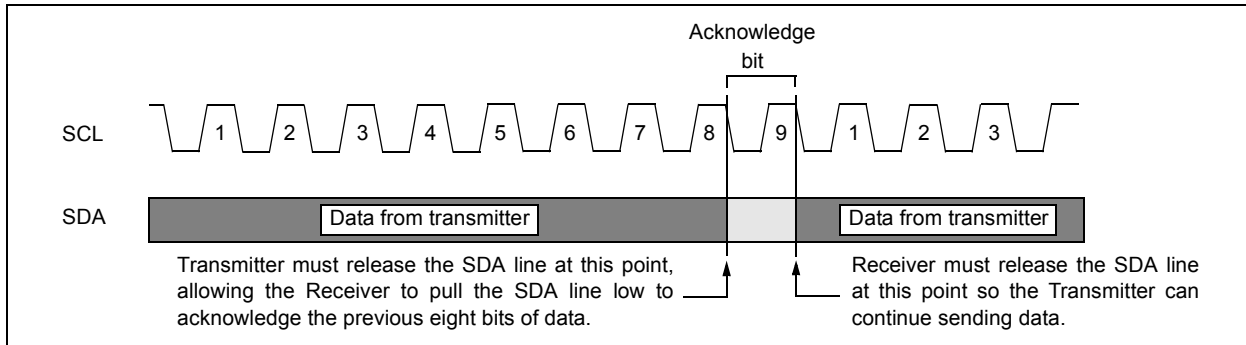 Acknowledge
bit
SCL
1 2 3 4 5 6 7 8 9 1 2 3
SDA
Data from transmitter
Data from transmitter
Transmitter must release the SDA line at this point,
allowing the Receiver to pull the SDA line low to
acknowledge the previous eight bits of data.
Receiver must release the SDA line
at this point so the Transmitter can
continue sending data.